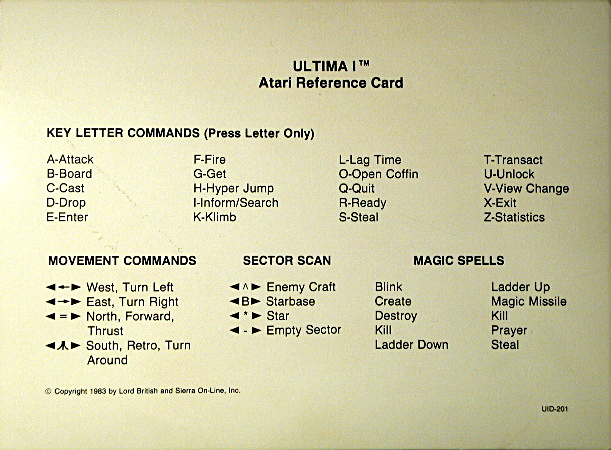 ULTIMA I™
Atari Reference Card
KEY LETTER COMMANDS (Press Letter Only)
A-Attack
B-Board
C-Cast
D-Drop
E-Enter
F-Fire
G-Get
H-Hyper Jump
I-Inform/Search
K-Klimb
L-Lag Time
O-Open Coffin
Q-Quit
R-Ready
S-Steal
T-Transact
U-Unlock
V-View Change
X-Exit
Z-Statistics
MOVEMENT COMMANDS
◄←► West, Turn Left
◄→► East, Turn Right
◄ = ► North, Forward,
Thrust
◄⅄► South, Retro, Turn
Around
SECTOR SCAN
◄ ^ ► Enemy Craft
◄B► Starbase
◄ * ► Star
◄ - ► Empty Sector
MAGIC SPELLS
Blink
Create
Destroy
Kill
Ladder Down
Ladder Up
Magic Missile
Kill
Prayer
Steal
© Copyright 1983 by Lord British and Sierra On-Line, Inc.
UID-201